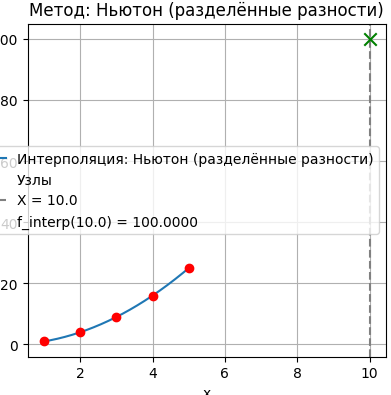 Метод: Ньютон (разделённые разности)
00
80
60
40
20
0
Интерполяция: Ньютон (разделённые разности)
Узлы
X = 10.0
f_interp(10.0) = 100.0000
2 4 6 8 10
x